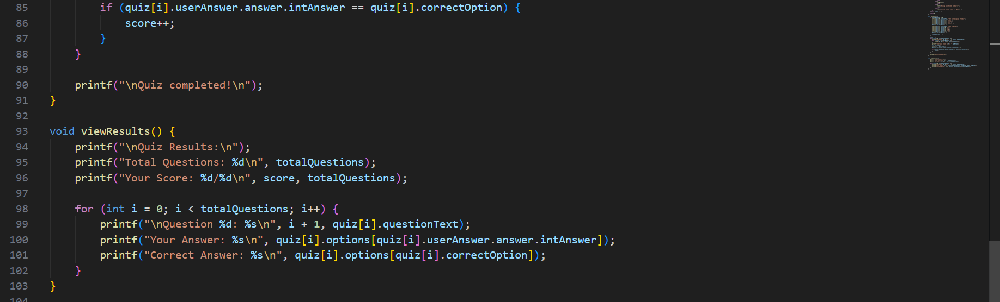 85 if (quiz[i].userAnswer.answer.intAnswer == quiz[i].correctOption) {
86 score++;
87 }
88 }
89
90 printf("\nQuiz completed!\n");
91 }
92
93 void viewResults() {
94 printf("\nQuiz Results:\n");
95 printf("Total Questions: %d\n", totalQuestions);
96 printf("Your Score: %d/%d\n", score, totalQuestions);
97
98 for (int i = 0; i < totalQuestions; i++) {
99 printf("\nQuestion %d: %s\n", i + 1, quiz[i].questionText);
100 printf("Your Answer: %s\n", quiz[i].options[quiz[i].userAnswer.answer.intAnswer]);
101 printf("Correct Answer: %s\n", quiz[i].options[quiz[i].correctOption]);
102 }
103 }
104